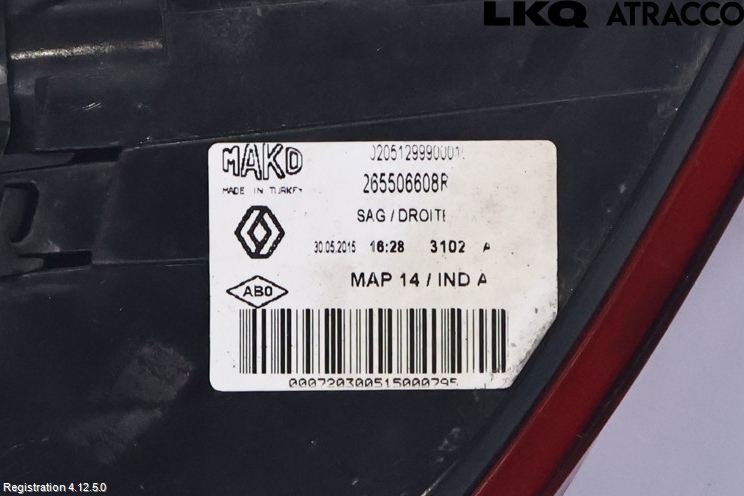 LKQ ATRACCO
MAKO
MADE IN TURKEY
265506608R
SAG / DROITE
30.05.2015 16:28 3102 A
MAP 14 / IND A
ABO
000720300515000795
Registration 4.12.5.0